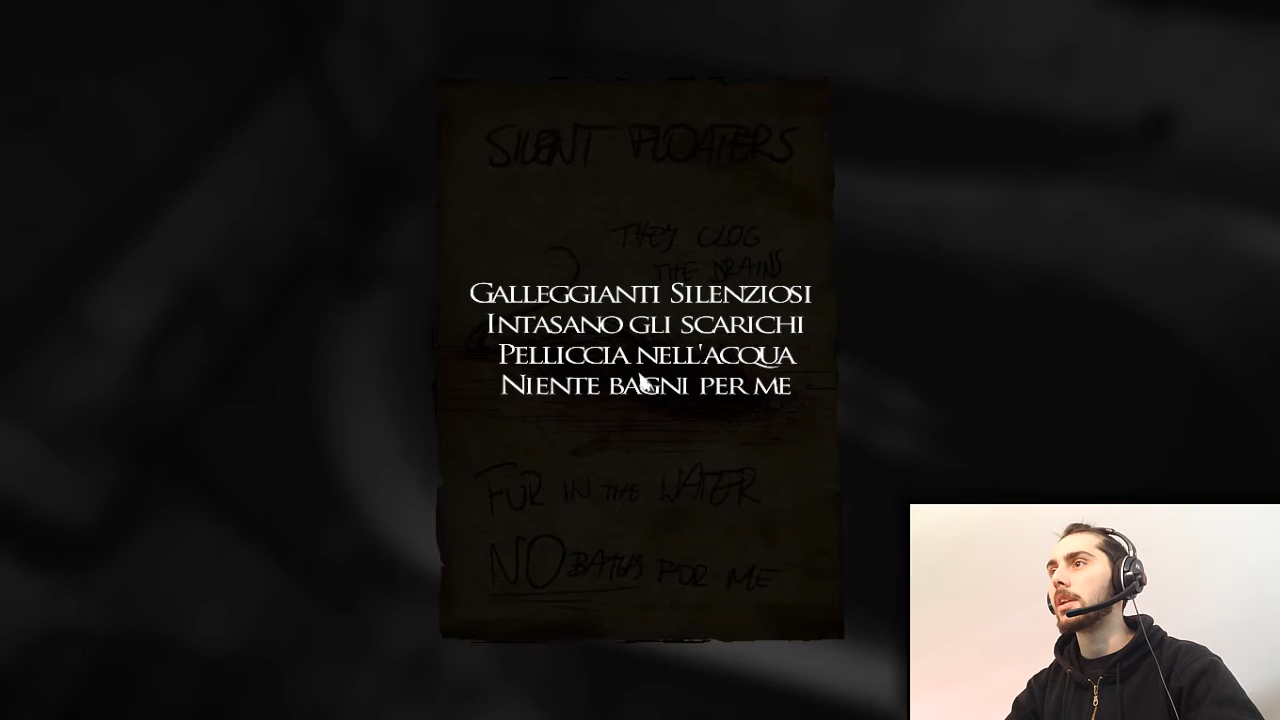 SILENT FLOATERS
THEY CLOG
THE DRAINS
GALLEGGIANTI SILENZIOSI
INTASANO GLI SCARICHI
PELLICCIA NELL'ACQUA
NIENTE BAGNI PER ME
FUR IN THE WATER
NO BATHS FOR ME